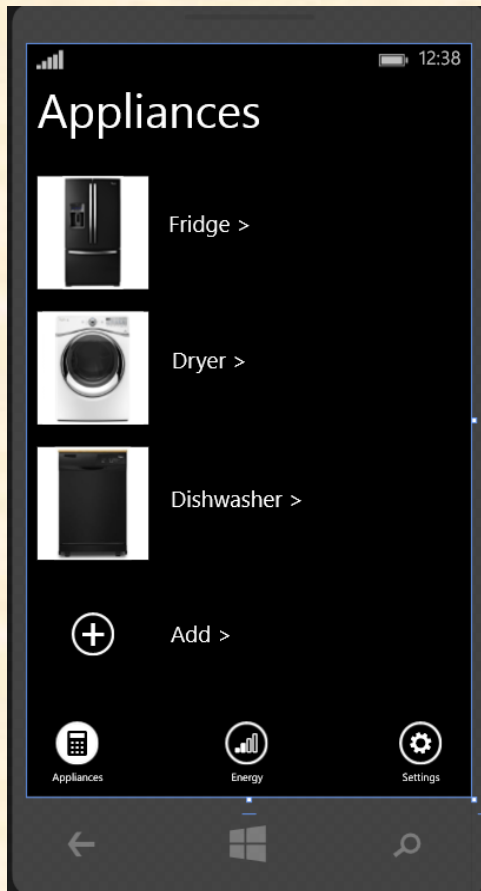 12:38
Appliances
Fridge >
Dryer >
Dishwasher >
Add >
Appliances
Energy
Settings